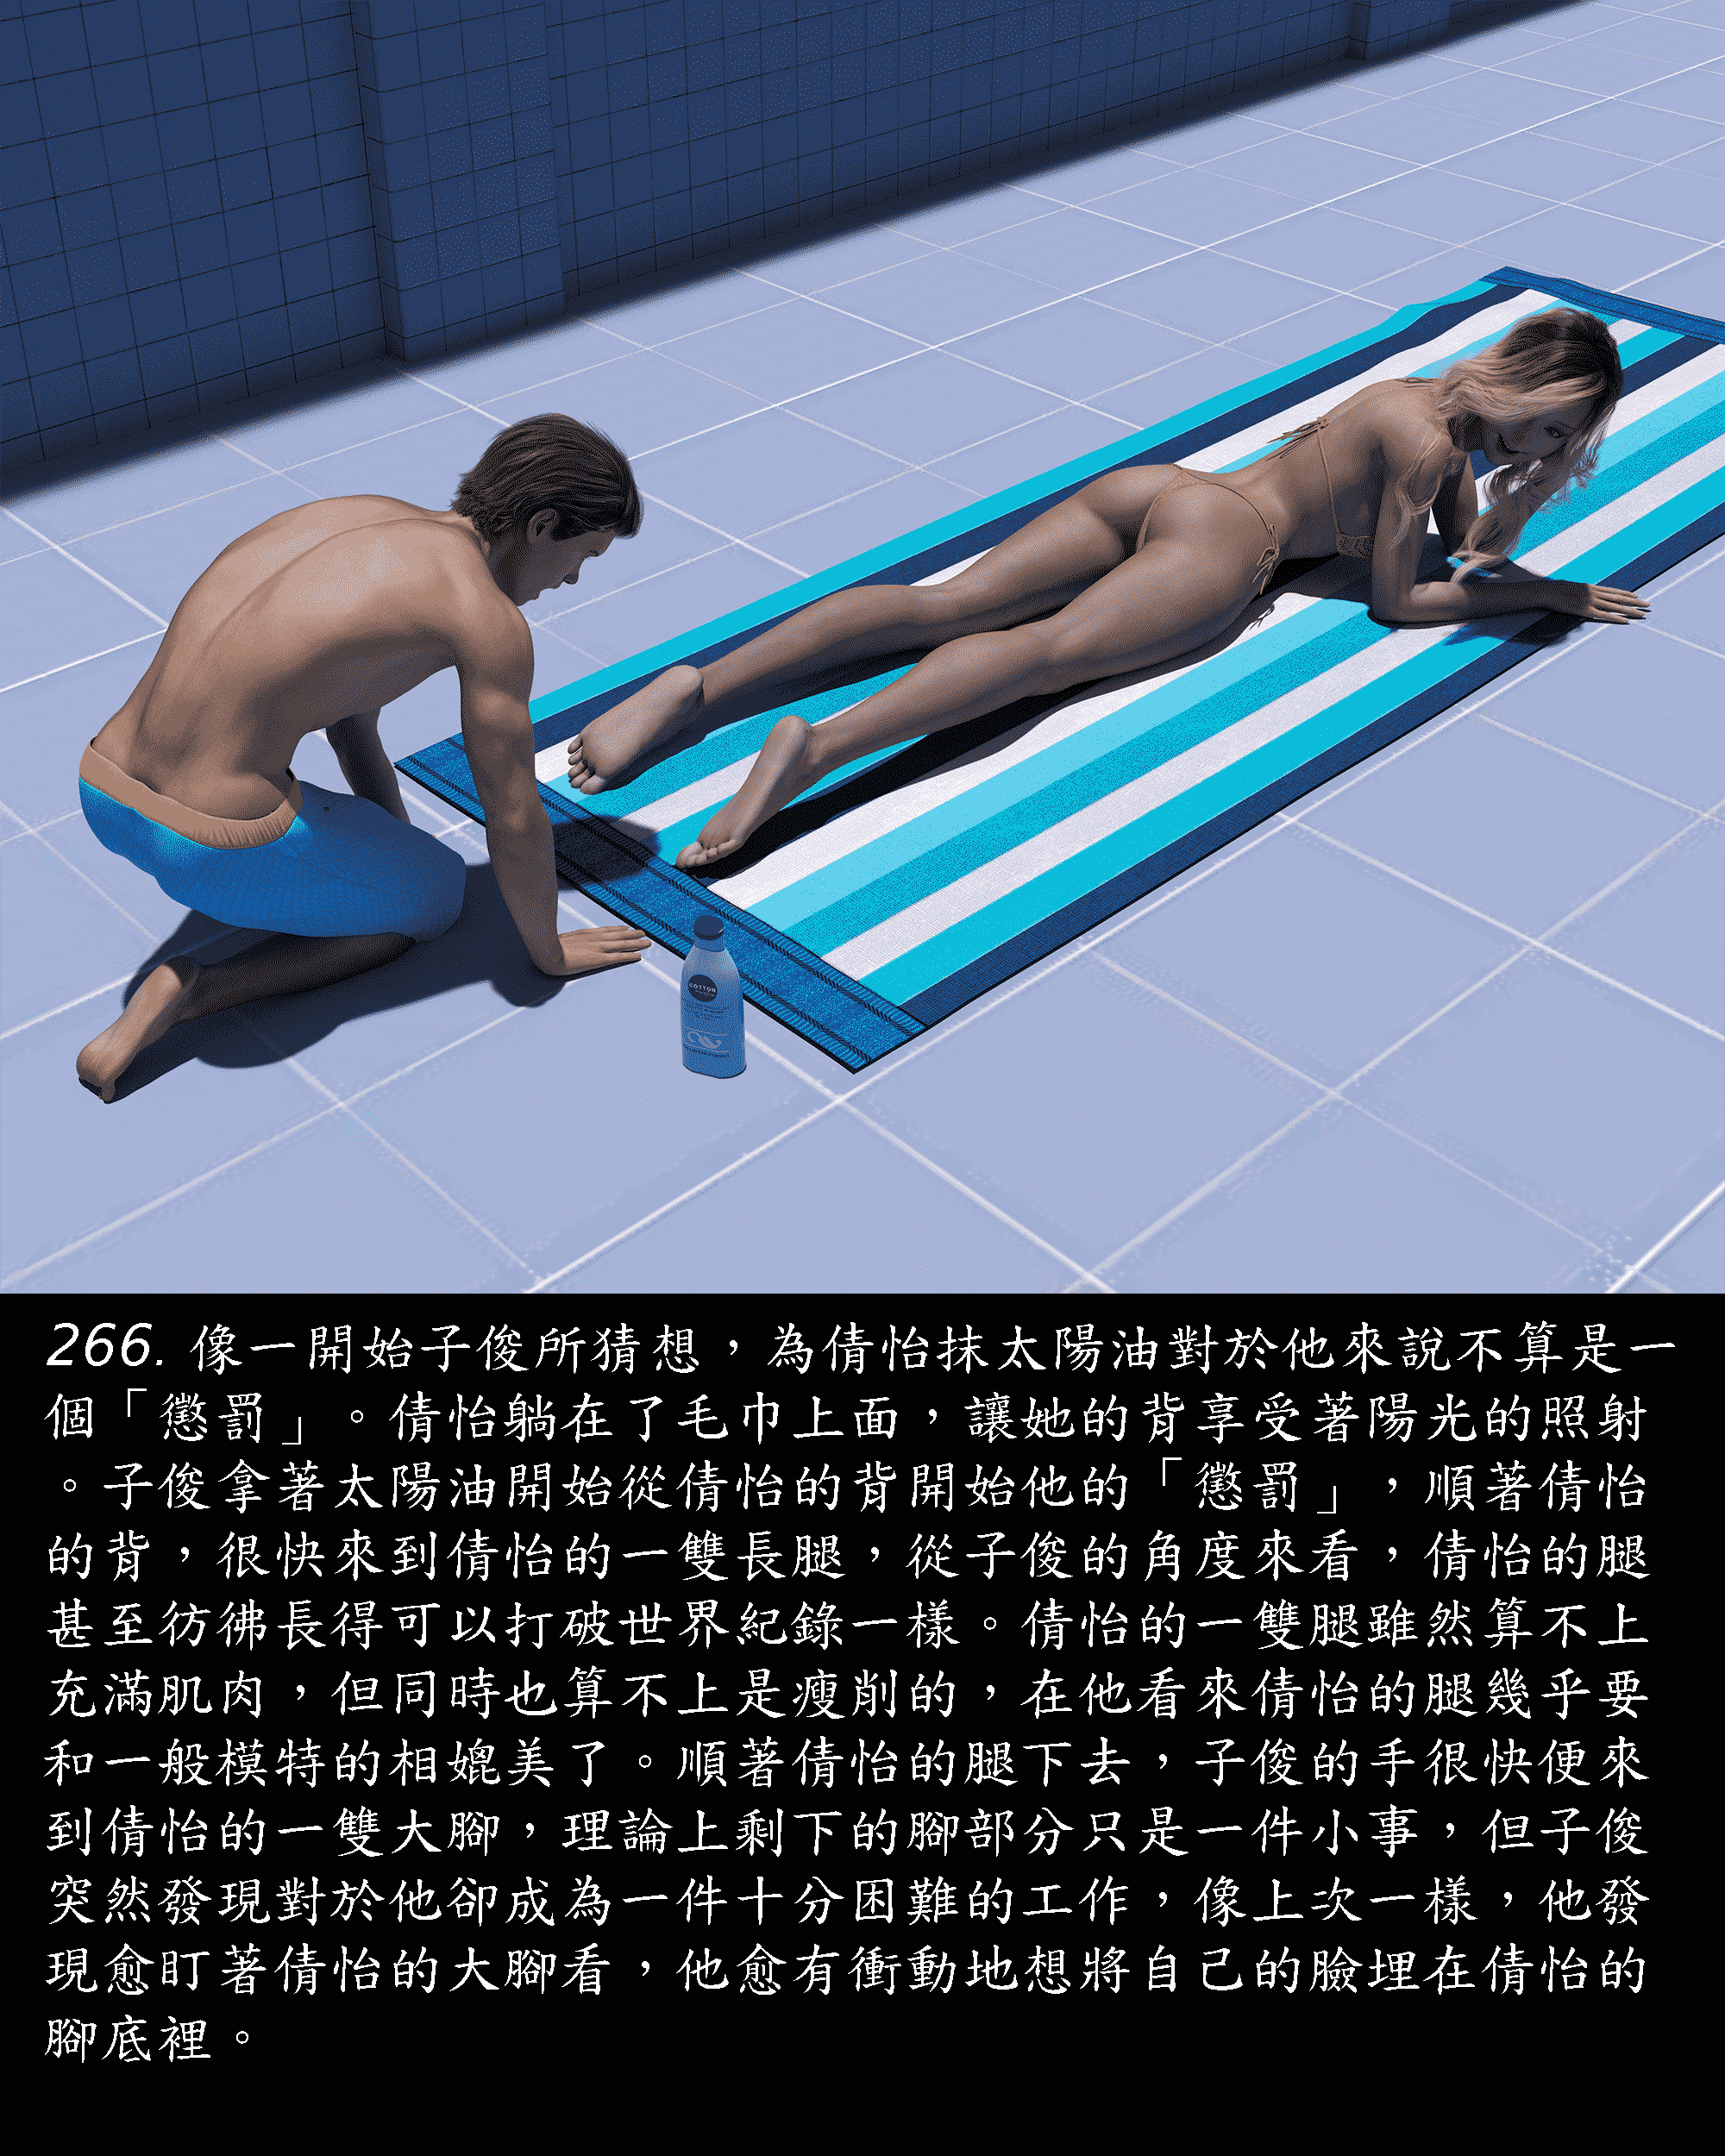 COTTON
266. 像一開始子俊所猜想，為倩怡抹太陽油對於他來說不算是一
個「懲罰」。倩怡躺在了毛巾上面，讓她的背享受著陽光的照射
。子俊拿著太陽油開始從倩怡的背開始他的「懲罰」，順著倩怡
的背，很快來到倩怡的一雙長腿，從子俊的角度來看，倩怡的腿
甚至彷彿長得可以打破世界紀錄一樣。倩怡的一雙腿雖然算不上
充滿肌肉，但同時也算不上是瘦削的，在他看來倩怡的腿幾乎要
和一般模特的相媲美了。順著倩怡的腿下去，子俊的手很快便來
到倩怡的一雙大腳，理論上剩下的腳部分只是一件小事，但子俊
突然發現對於他卻成為一件十分困難的工作，像上次一樣，他發
現愈盯著倩怡的大腳看，他愈有衝動地想將自己的臉埋在倩怡的
腳底裡。